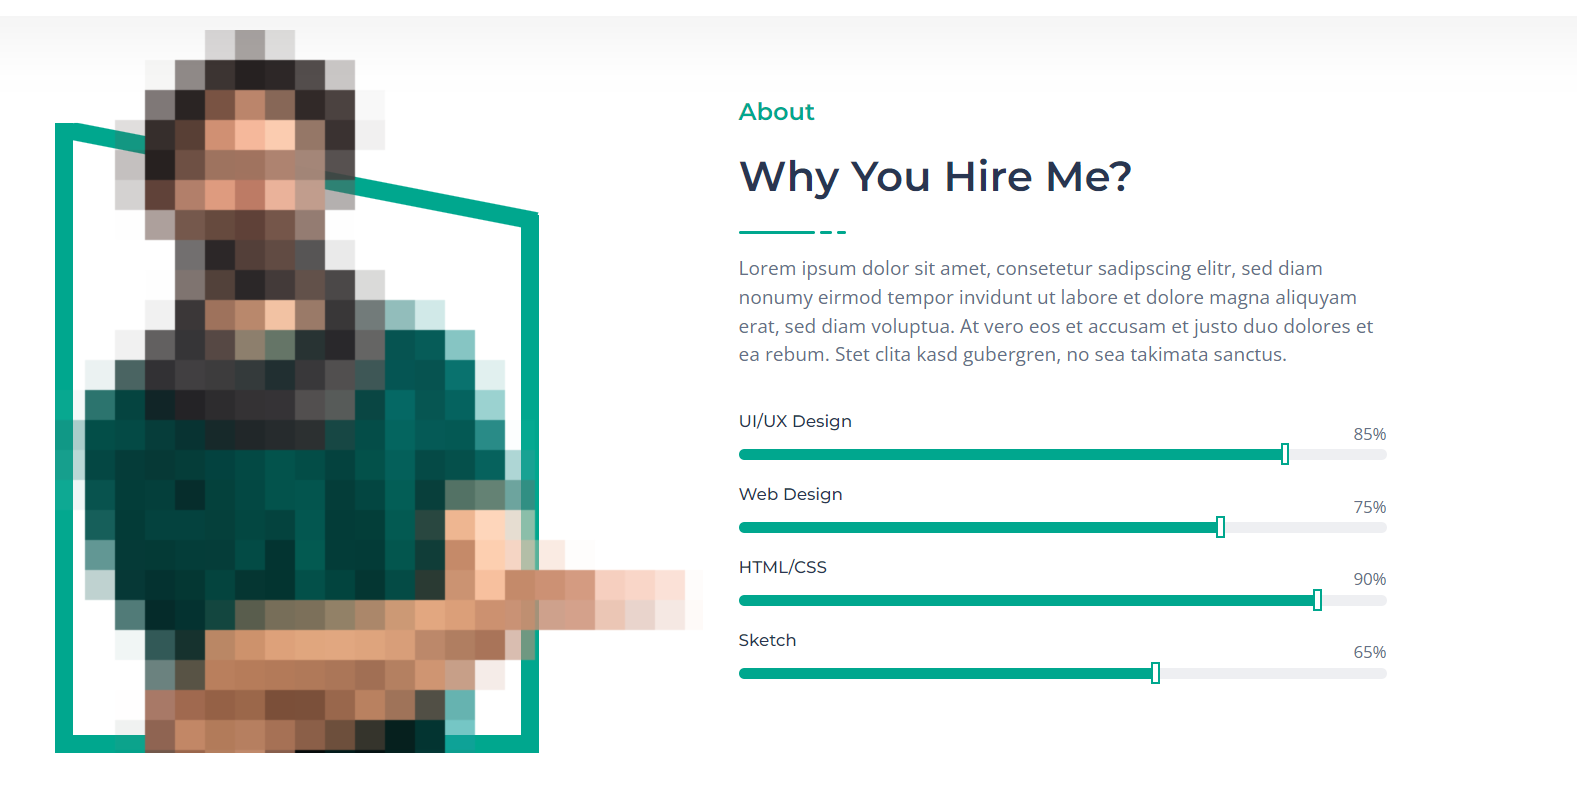 About
Why You Hire Me?
Lorem ipsum dolor sit amet, consetetur sadipscing elitr, sed diam
nonumy eirmod tempor invidunt ut labore et dolore magna aliquyam
erat, sed diam voluptua. At vero eos et accusam et justo duo dolores et
ea rebum. Stet clita kasd gubergren, no sea takimata sanctus.
UI/UX Design
85%
Web Design
75%
HTML/CSS
90%
Sketch
65%